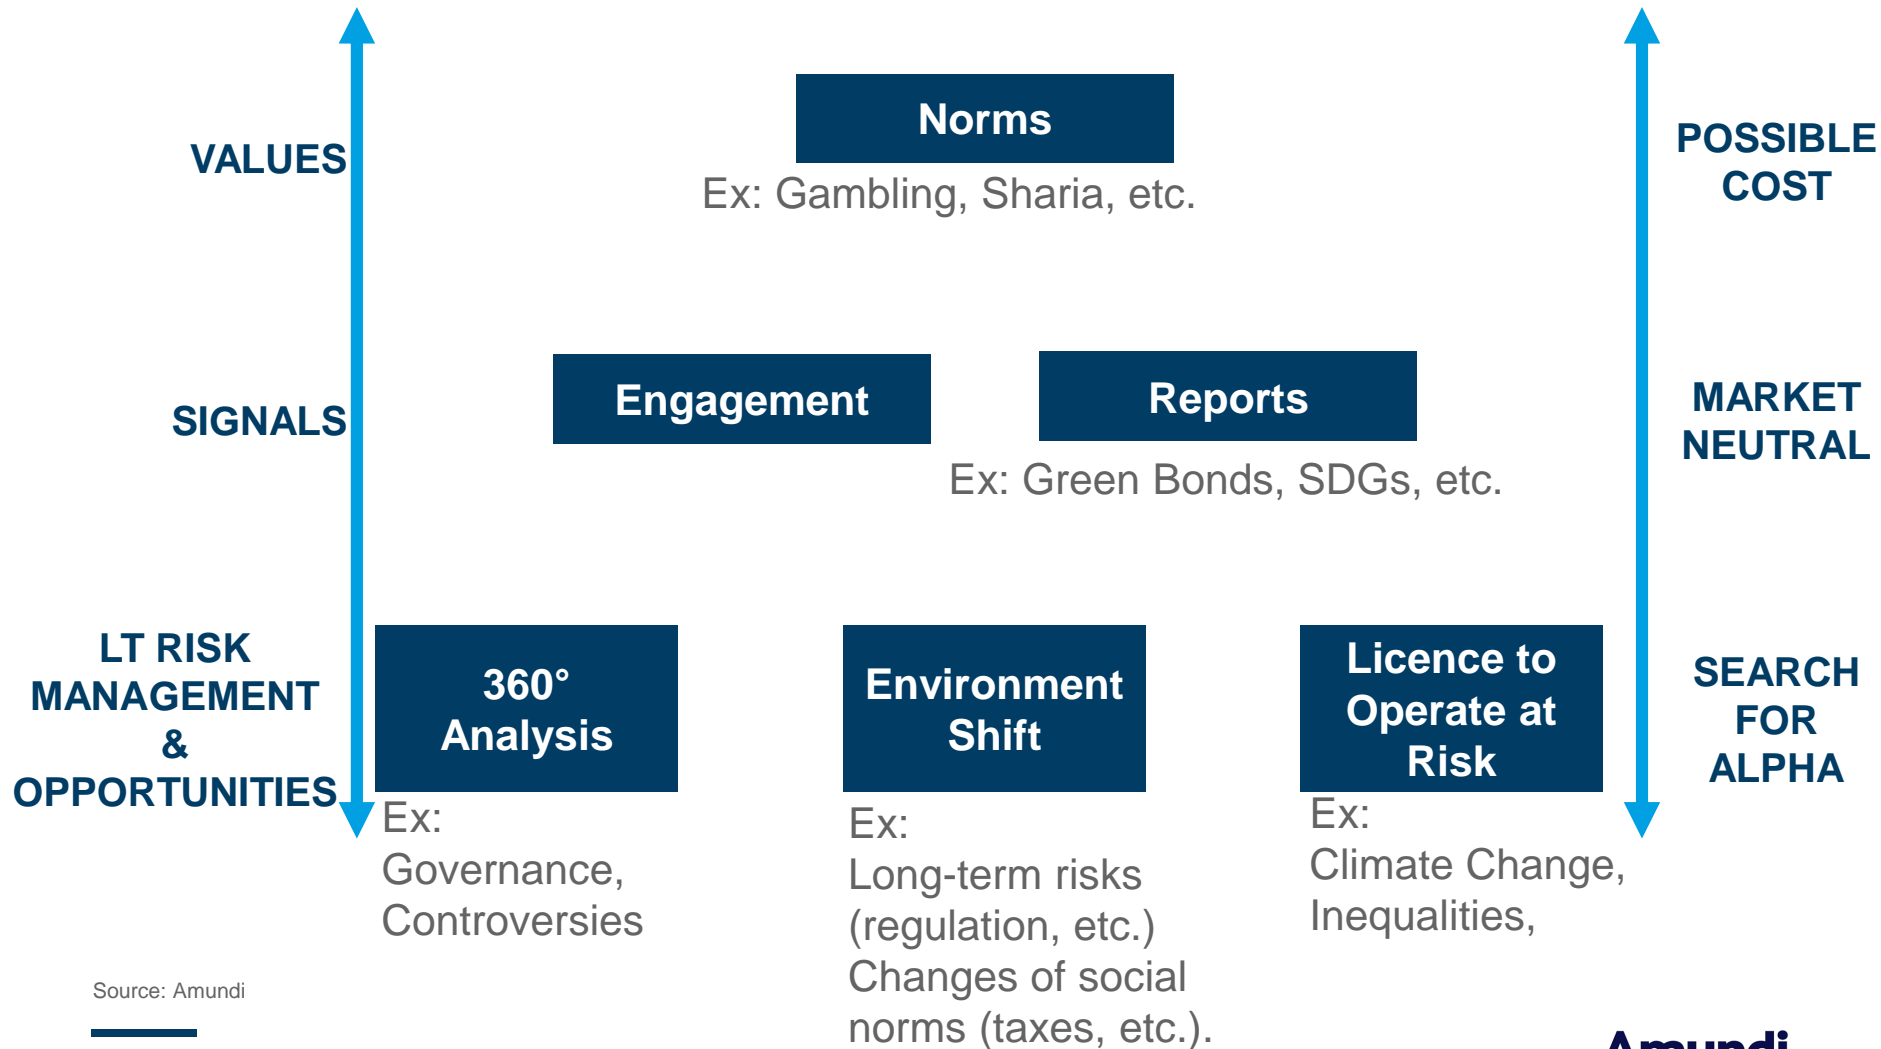 Norms
VALUES
POSSIBLE
COST
Ex: Gambling, Sharia, etc.
Engagement
Reports
SIGNALS
MARKET
NEUTRAL
Ex: Green Bonds, SDGs, etc.
LT RISK
MANAGEMENT
&
OPPORTUNITIES
360°
Analysis
Environment
Shift
Licence to
Operate at
Risk
SEARCH
FOR
ALPHA
Ex:
Governance,
Controversies
Ex:
Long-term risks
(regulation, etc.)
Changes of social
norms (taxes, etc.).
Ex:
Climate Change,
Inequalities,
Source: Amundi
Amundi